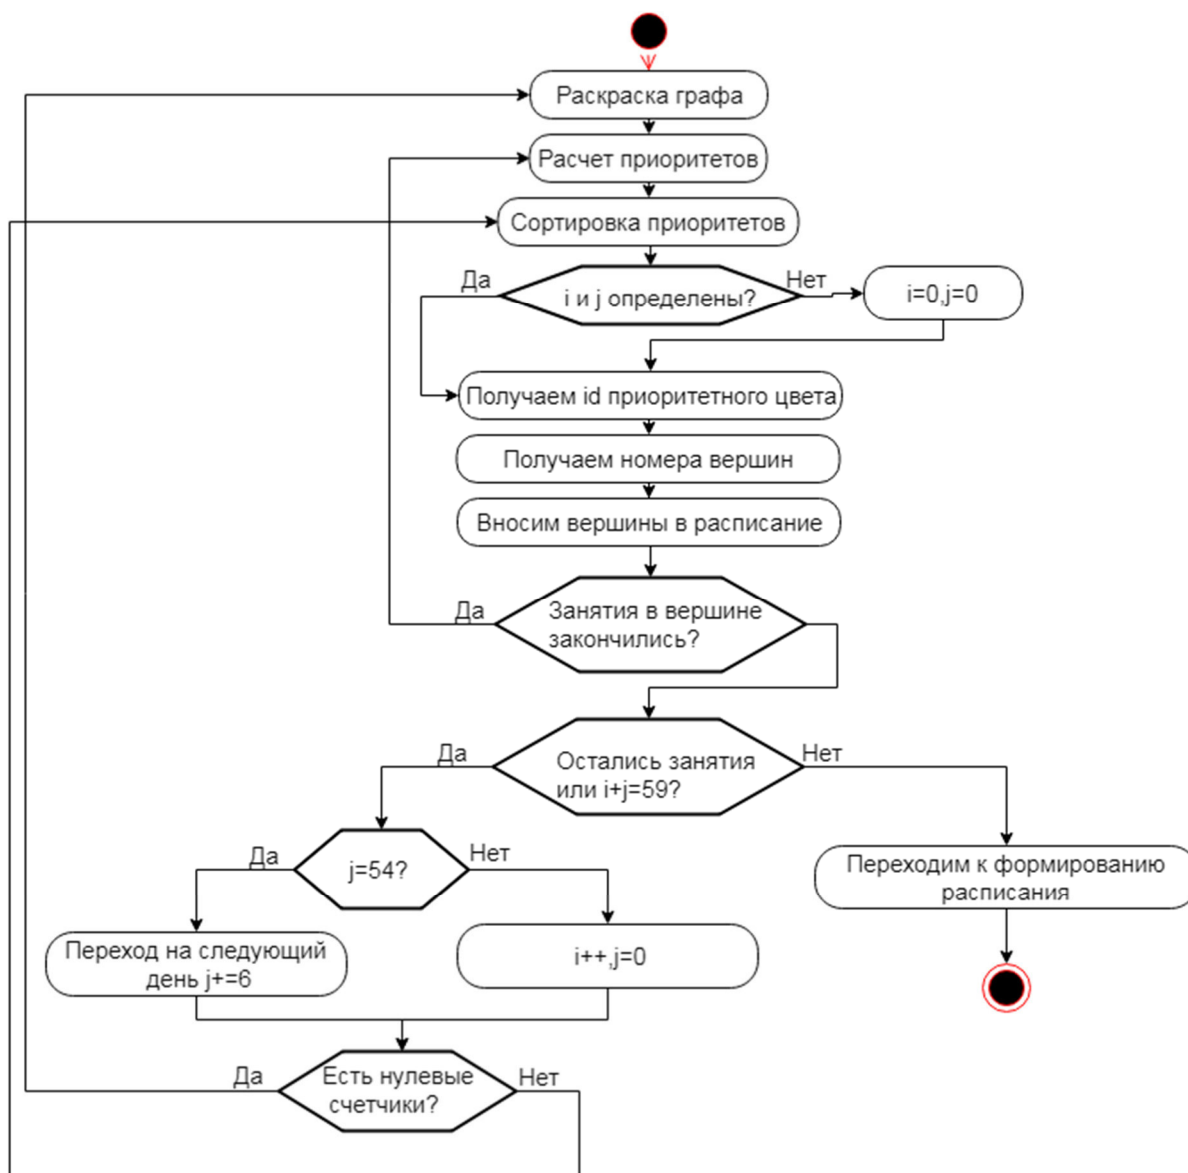 Раскраска графа
Расчет приоритетов
Сортировка приоритетов
Да
Нет
i и j определены?
i=0,j=0
Получаем id приоритетного цвета
Получаем номера вершин
Вносим вершины в расписание
Да
Занятия в вершине
закончились?
Да
Нет
Остались занятия
или i+j=59?
Да
Нет
j=54?
Переходим к формированию
расписания
Переход на следующий
день j+=6
i++,j=0
Да
Нет
Есть нулевые
счетчики?